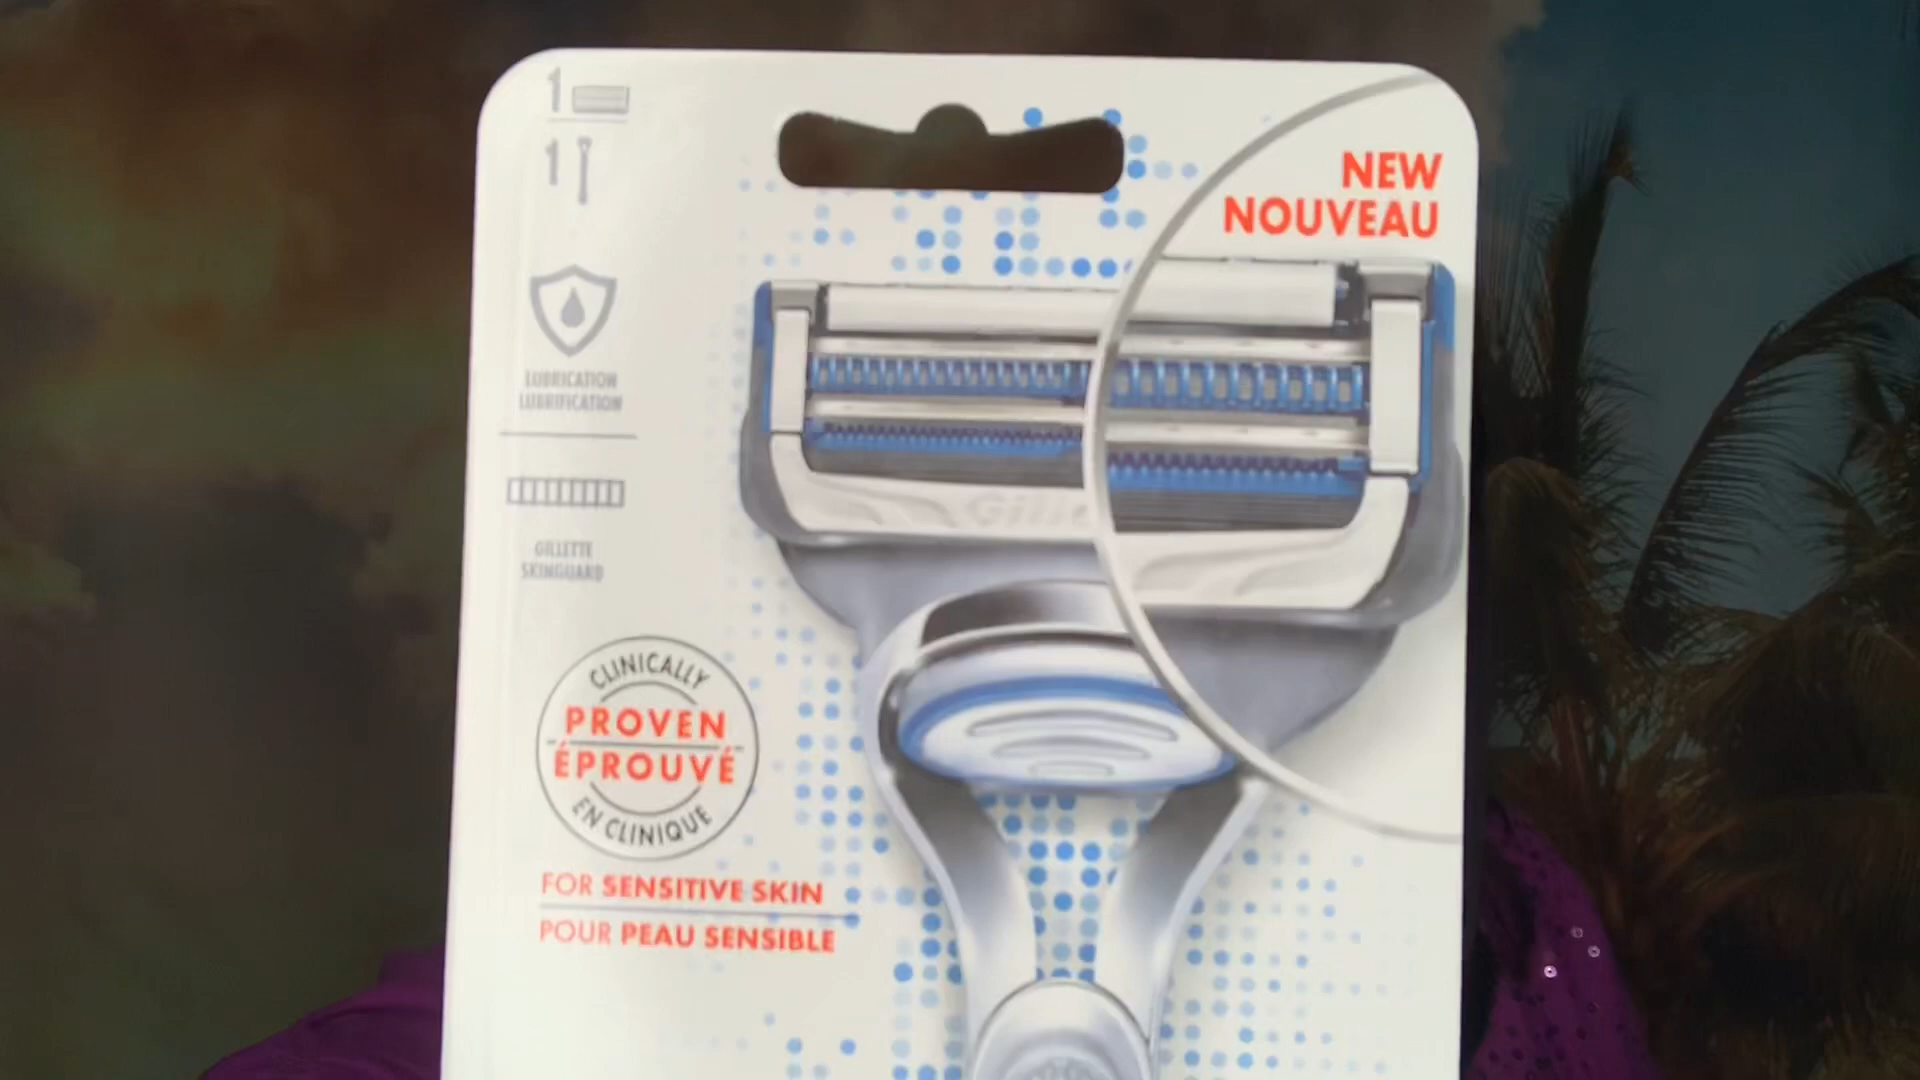 1
1
LUBRICATION
LUBRIFICATION
GILLETTE
SKINGUARD
CLINICALLY
PROVEN
ÉPROUVÉ
EN CLINIQUE
FOR SENSITIVE SKIN
POUR PEAU SENSIBLE
NEW
NOUVEAU